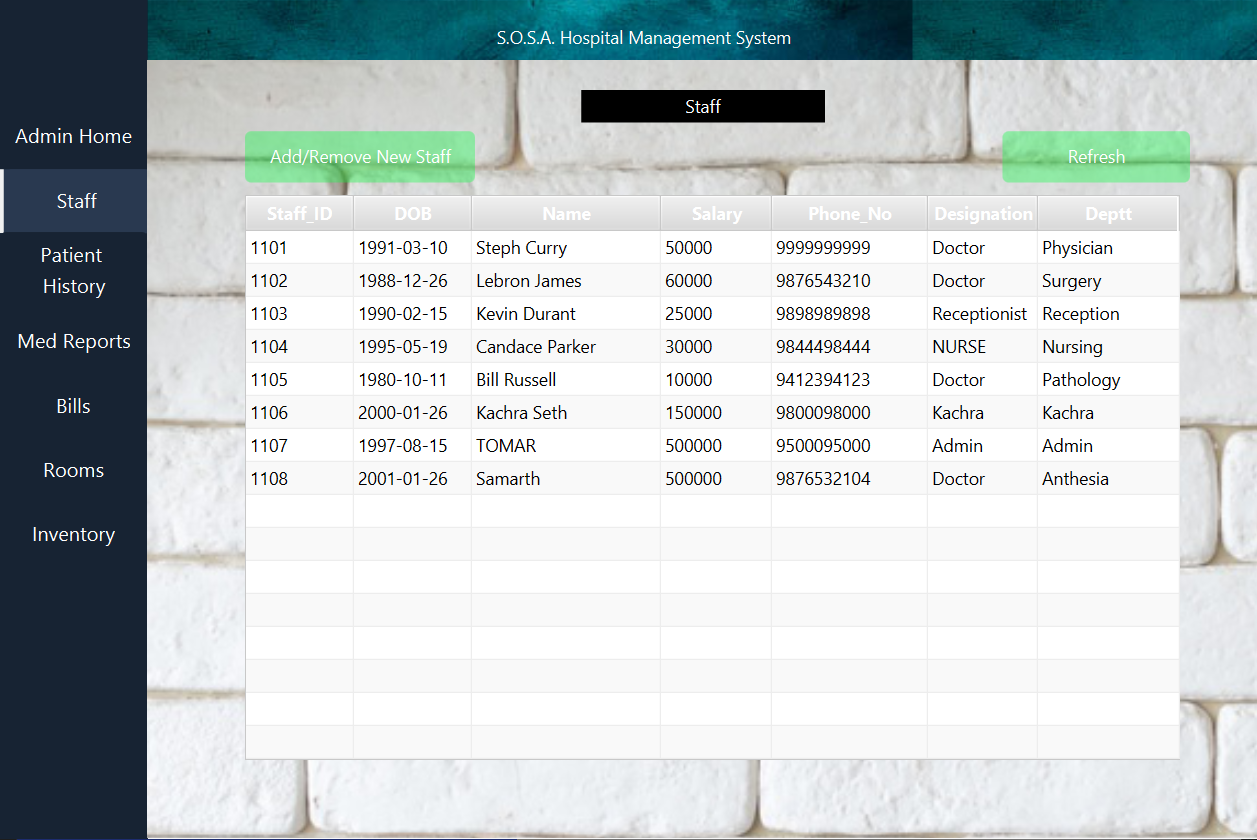 S.O.S.A. Hospital Management System
Admin Home
Staff
Patient
History
Med Reports
Bills
Rooms
Inventory
Staff
Add/Remove New Staff Refresh
Staff_ID DOB Name Salary Phone_No Designation Deptt
1101 1991-03-10 Steph Curry 50000 9999999999 Doctor Physician
1102 1988-12-26 Lebron James 60000 9876543210 Doctor Surgery
1103 1990-02-15 Kevin Durant 25000 9898989898 Receptionist Reception
1104 1995-05-19 Candace Parker 30000 9844498444 NURSE Nursing
1105 1980-10-11 Bill Russell 10000 9412394123 Doctor Pathology
1106 2000-01-26 Kachra Seth 150000 9800098000 Kachra Kachra
1107 1997-08-15 TOMAR 500000 9500095000 Admin Admin
1108 2001-01-26 Samarth 500000 9876532104 Doctor Anthesia